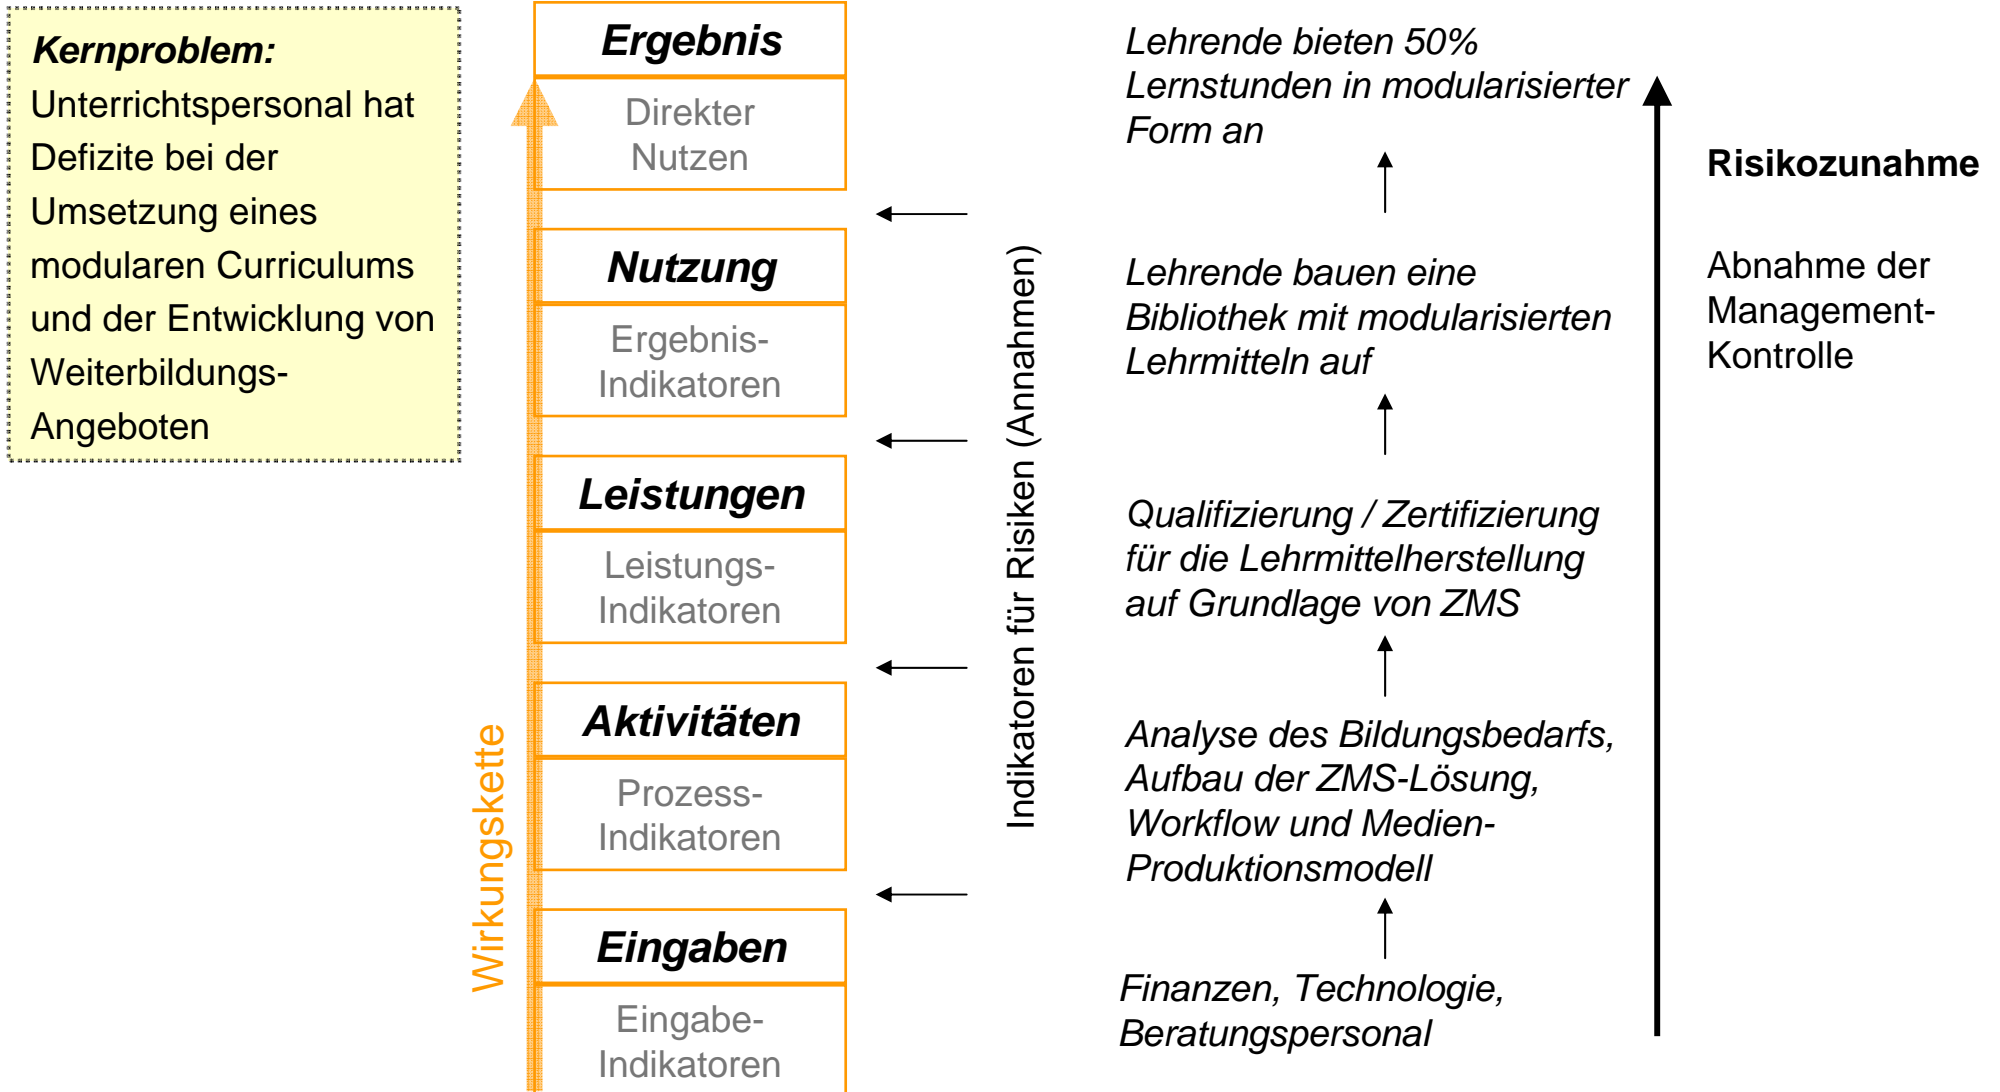 Kernproblem:
Unterrichtspersonal hat
Defizite bei der
Umsetzung eines
modularen Curriculums
und der Entwicklung von
Weiterbildungs-
Angeboten
Wirkungskette
Ergebnis
Direkter
Nutzen
Nutzung
Ergebnis-
Indikatoren
Leistungen
Leistungs-
Indikatoren
Aktivitäten
Prozess-
Indikatoren
Eingaben
Eingabe-
Indikatoren
Indikatoren für Risiken (Annahmen)
Lehrende bieten 50%
Lernstunden in modularisierter
Form an
Lehrende bauen eine
Bibliothek mit modularisierten
Lehrmitteln auf
Qualifizierung / Zertifizierung
für die Lehrmittelherstellung
auf Grundlage von ZMS
Analyse des Bildungsbedarfs,
Aufbau der ZMS-Lösung,
Workflow und Medien-
Produktionsmodell
Finanzen, Technologie,
Beratungspersonal
Risikozunahme
Abnahme der
Management-
Kontrolle